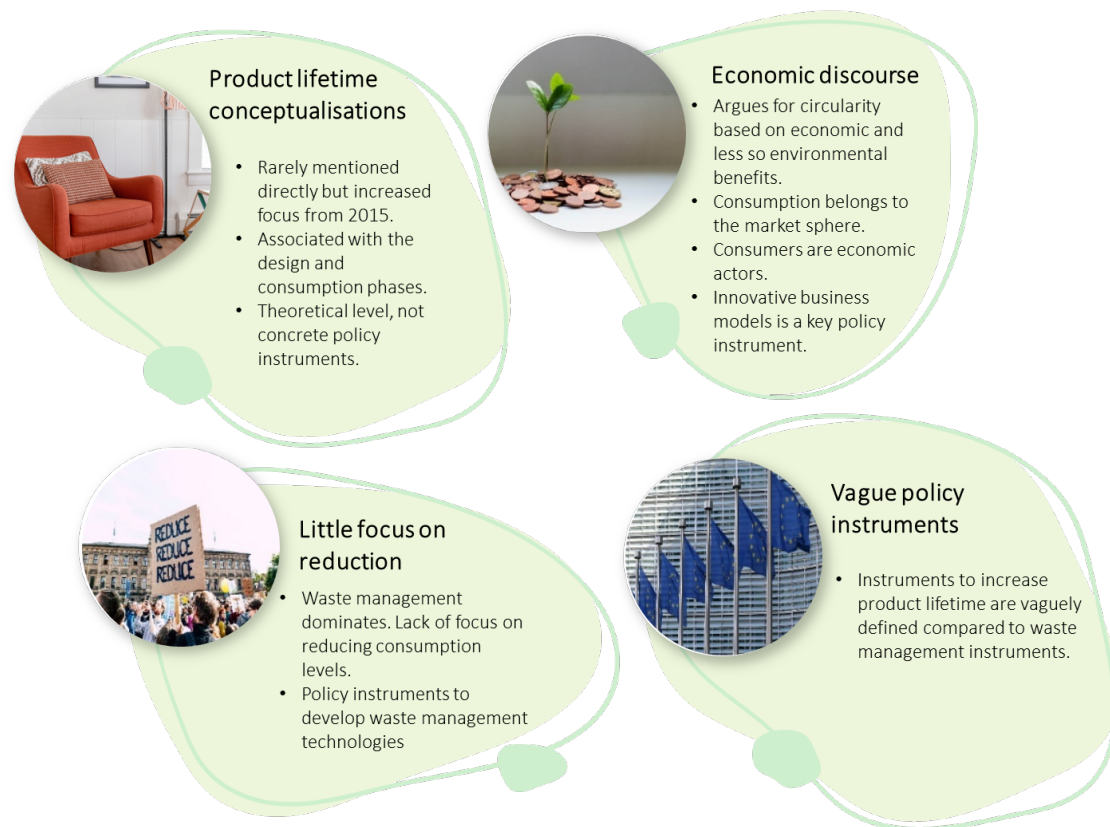 Product lifetime
conceptualisations
• Rarely mentioned
directly but increased
focus from 2015.
• Associated with the
design and
consumption phases.
• Theoretical level, not
concrete policy
instruments.
Economic discourse
• Argues for circularity
based on economic and
less so environmental
benefits.
• Consumption belongs to
the market sphere.
• Consumers are economic
actors.
• Innovative business
models is a key policy
instrument.
REDUCE
REDUCE
REDUCE
Little focus on
reduction
• Waste management
dominates. Lack of focus on
reducing consumption
levels.
• Policy instruments to
develop waste management
technologies
Vague policy
instruments
• Instruments to increase
product lifetime are vaguely
defined compared to waste
management instruments.